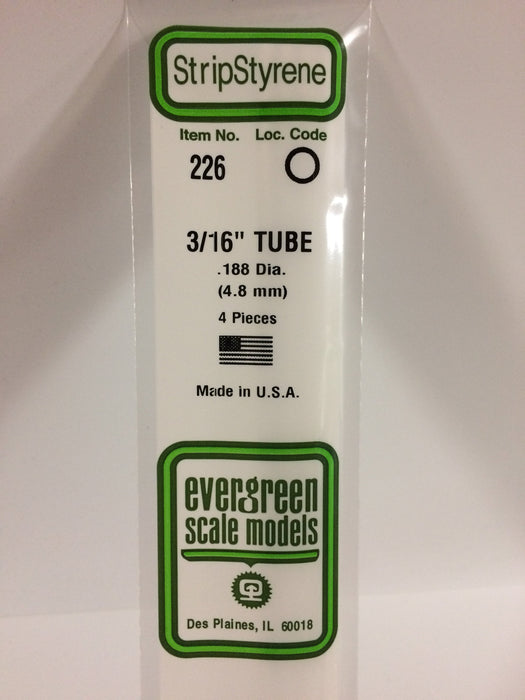 StripStyrene
Item No. Loc. Code
226
3/16" TUBE
.188 Dia.
(4.8 mm)
4 Pieces
Made in U.S.A.
evergreen
scale models
Des Plaines, IL 60018